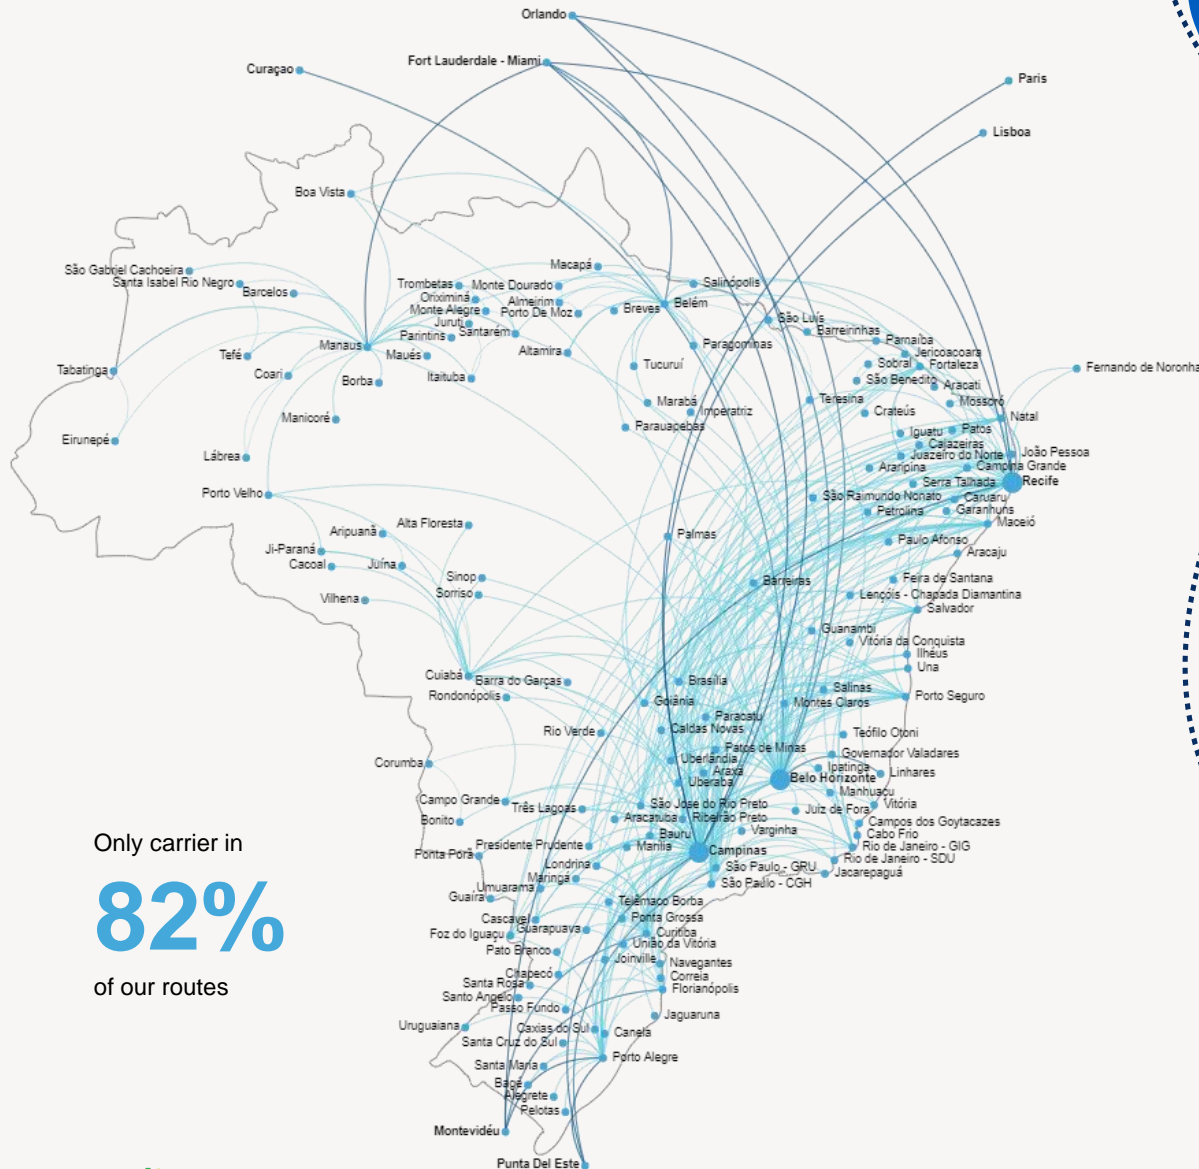 Orlando
Fort Lauderdale - Miami
Curaçao
Paris
Lisboa
Boa Vista
São Gabriel Cachoeira
Santa Isabel Rio Negro
Barcelos
Macapá
Trombetas
Monte Dourado
Salinópolis
Oriximiná
Almeirim
Monte Alegre
Porto De Moz
Breves
Belém
Juruti
Santarém
São Luís
Parintins
Barreirinhas
Manaus
Maués
Altamira
Paragominas
Parnaíba
Jericoacoara
Tefé
Coari
Borba
Itaituba
Tucuruí
Sobral
Fortaleza
Fernando de Noronha
Tabatinga
São Benedito
Aracati
Manicoré
Marabá
Imperatriz
Teresina
Crateús
Mossoró
Natal
Parauapebas
Eirunepé
Iguatu
Patos
Cajazeiras
Lábrea
Juazeiro do Norte
João Pessoa
Araripina
Campina Grande
Porto Velho
Serra Talhada
Recife
São Raimundo Nonato
Caruaru
Petrolina
Garanhuns
Alta Floresta
Aripuanã
Palmas
Maceió
Ji-Paraná
Paulo Afonso
Aracaju
Cacoal
Juína
Sinop
Sorriso
Barreiras
Feira de Santana
Vilhena
Lençóis - Chapada Diamantina
Salvador
Guanambi
Vitória da Conquista
Ilhéus
Una
Cuiabá
Barra do Garças
Brasília
Salinas
Porto Seguro
Rondonópolis
Goiânia
Montes Claros
Paracatu
Rio Verde
Caldas Novas
Teófilo Otoni
Patos de Minas
Governador Valadares
Corumba
Uberlândia
Araxá
Ipatinga
Linhares
Uberaba
Belo Horizonte
Manhuaçu
Campo Grande
Três Lagoas
São José do Rio Preto
Juiz de Fora
Vitória
Bonito
Aracatuba
Ribeirão Preto
Campos dos Goytacazes
Bauru
Varginha
Cabo Frio
Only carrier in
82%
of our routes
Ponta Porã
Presidente Prudente
Marília
Campinas
Rio de Janeiro - GIG
Rio de Janeiro - SDU
Londrina
São Paulo - GRU
Jacarepaguá
Maringá
São Paulo - CGH
Umuarama
Guaíra
Telêmaco Borba
Cascavel
Ponta Grossa
Foz do Iguaçu
Guarapuava
Curitiba
União da Vitória
Pato Branco
Joinville
Navegantes
Chapecó
Correia
Santa Rosa
Florianópolis
Santo Angelo
Passo Fundo
Jaguaruna
Uruguaiana
Caxias do Sul
Canela
Santa Cruz do Sul
Porto Alegre
Santa Maria
Bagé
Alegrete
Pelotas
Montevidéu
Punta Del Este